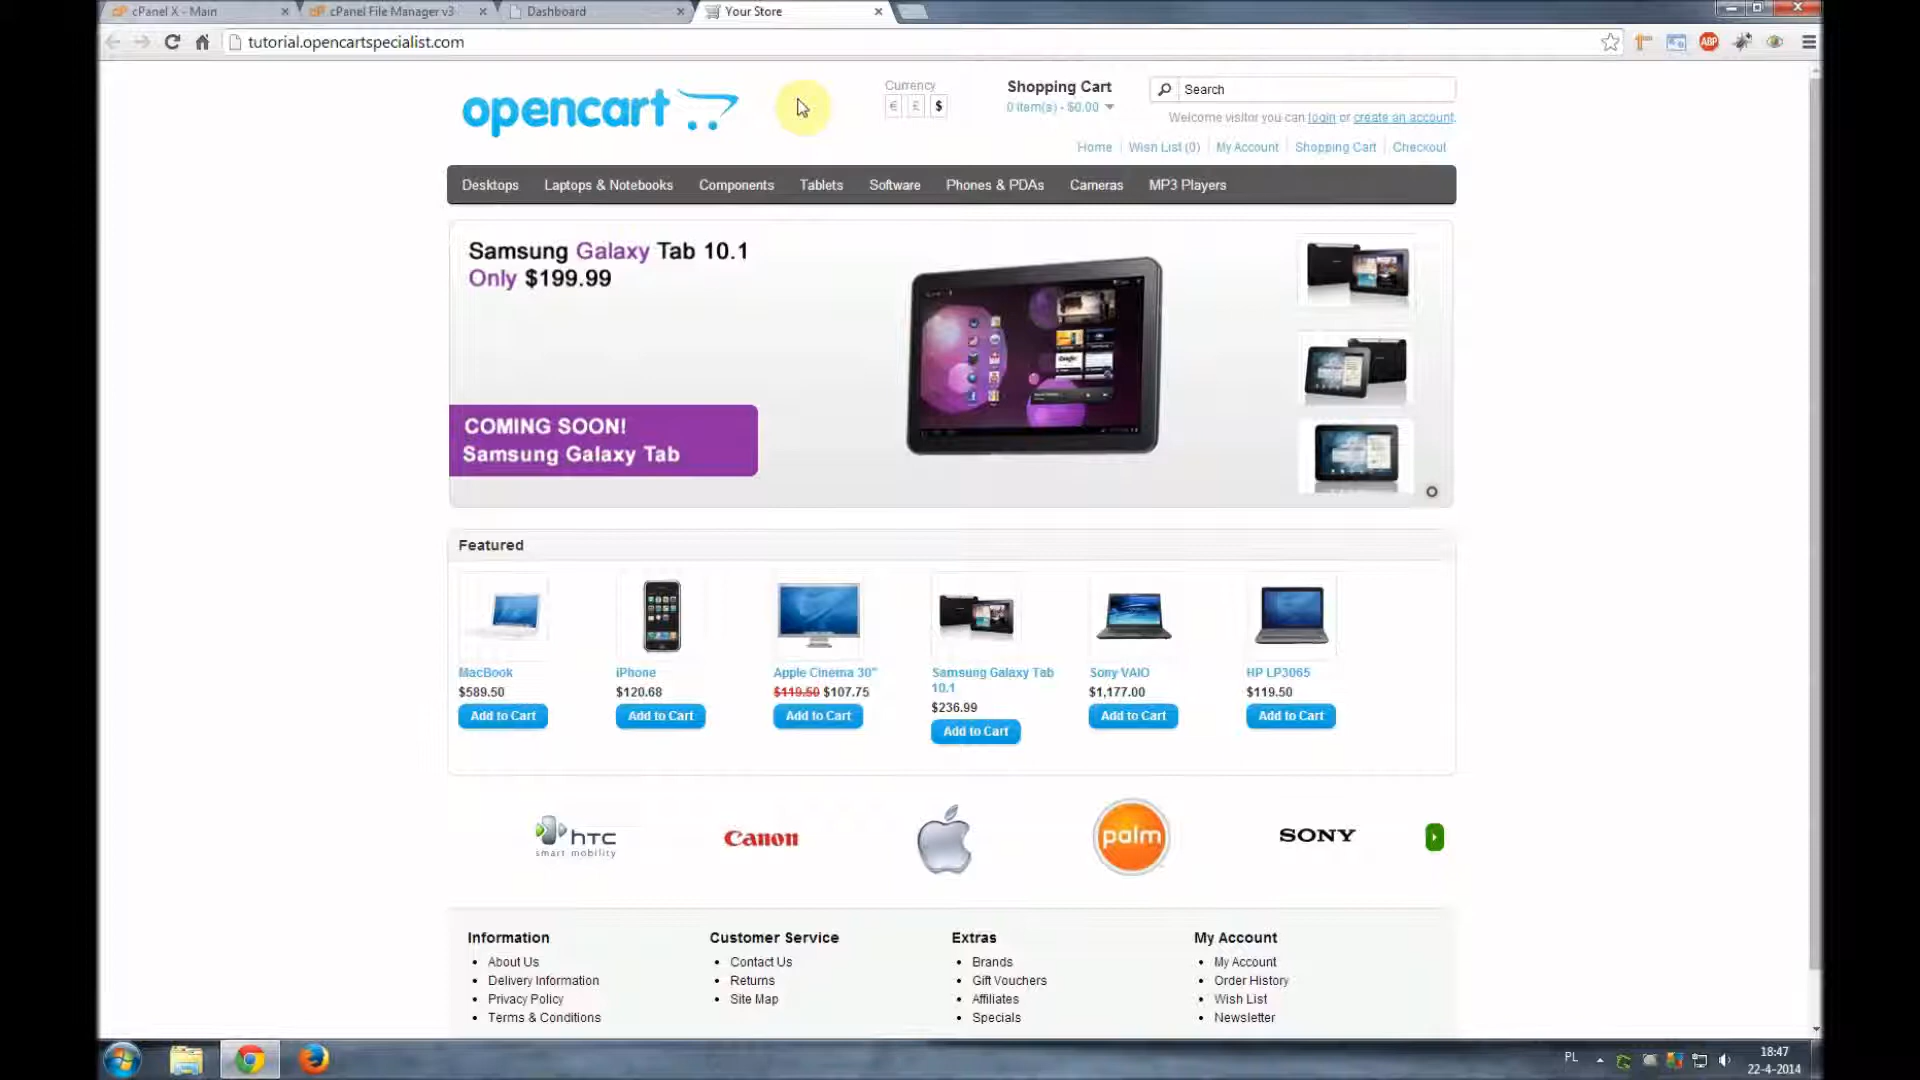 cPanel X - Main
cPanel File Manager v3
Dashboard
Your Store
tutorial.opencartspecialist.com
ABP
opencart
Currency
€ £ $
Shopping Cart
0 item(s) - $0.00
Search
Welcome visitor you can login or create an account.
Home Wish List (0) My Account Shopping Cart Checkout
Desktops Laptops & Notebooks Components Tablets Software Phones & PDAs Cameras MP3 Players
Samsung Galaxy Tab 10.1
Only $199.99
COMING SOON!
Samsung Galaxy Tab
Featured
MacBook
$589.50
Add to Cart
iPhone
$120.68
Add to Cart
Apple Cinema 30"
$119.50 $107.75
Add to Cart
Samsung Galaxy Tab
10.1
$236.99
Add to Cart
Sony VAIO
$1,177.00
Add to Cart
HP LP3065
$119.50
Add to Cart
hTC
smart mobility
Canon
palm
SONY
Information
About Us
Delivery Information
Privacy Policy
Terms & Conditions
Customer Service
Contact Us
Returns
Site Map
Extras
Brands
Gift Vouchers
Affiliates
Specials
My Account
My Account
Order History
Wish List
Newsletter
PL
18:47
22-4-2014